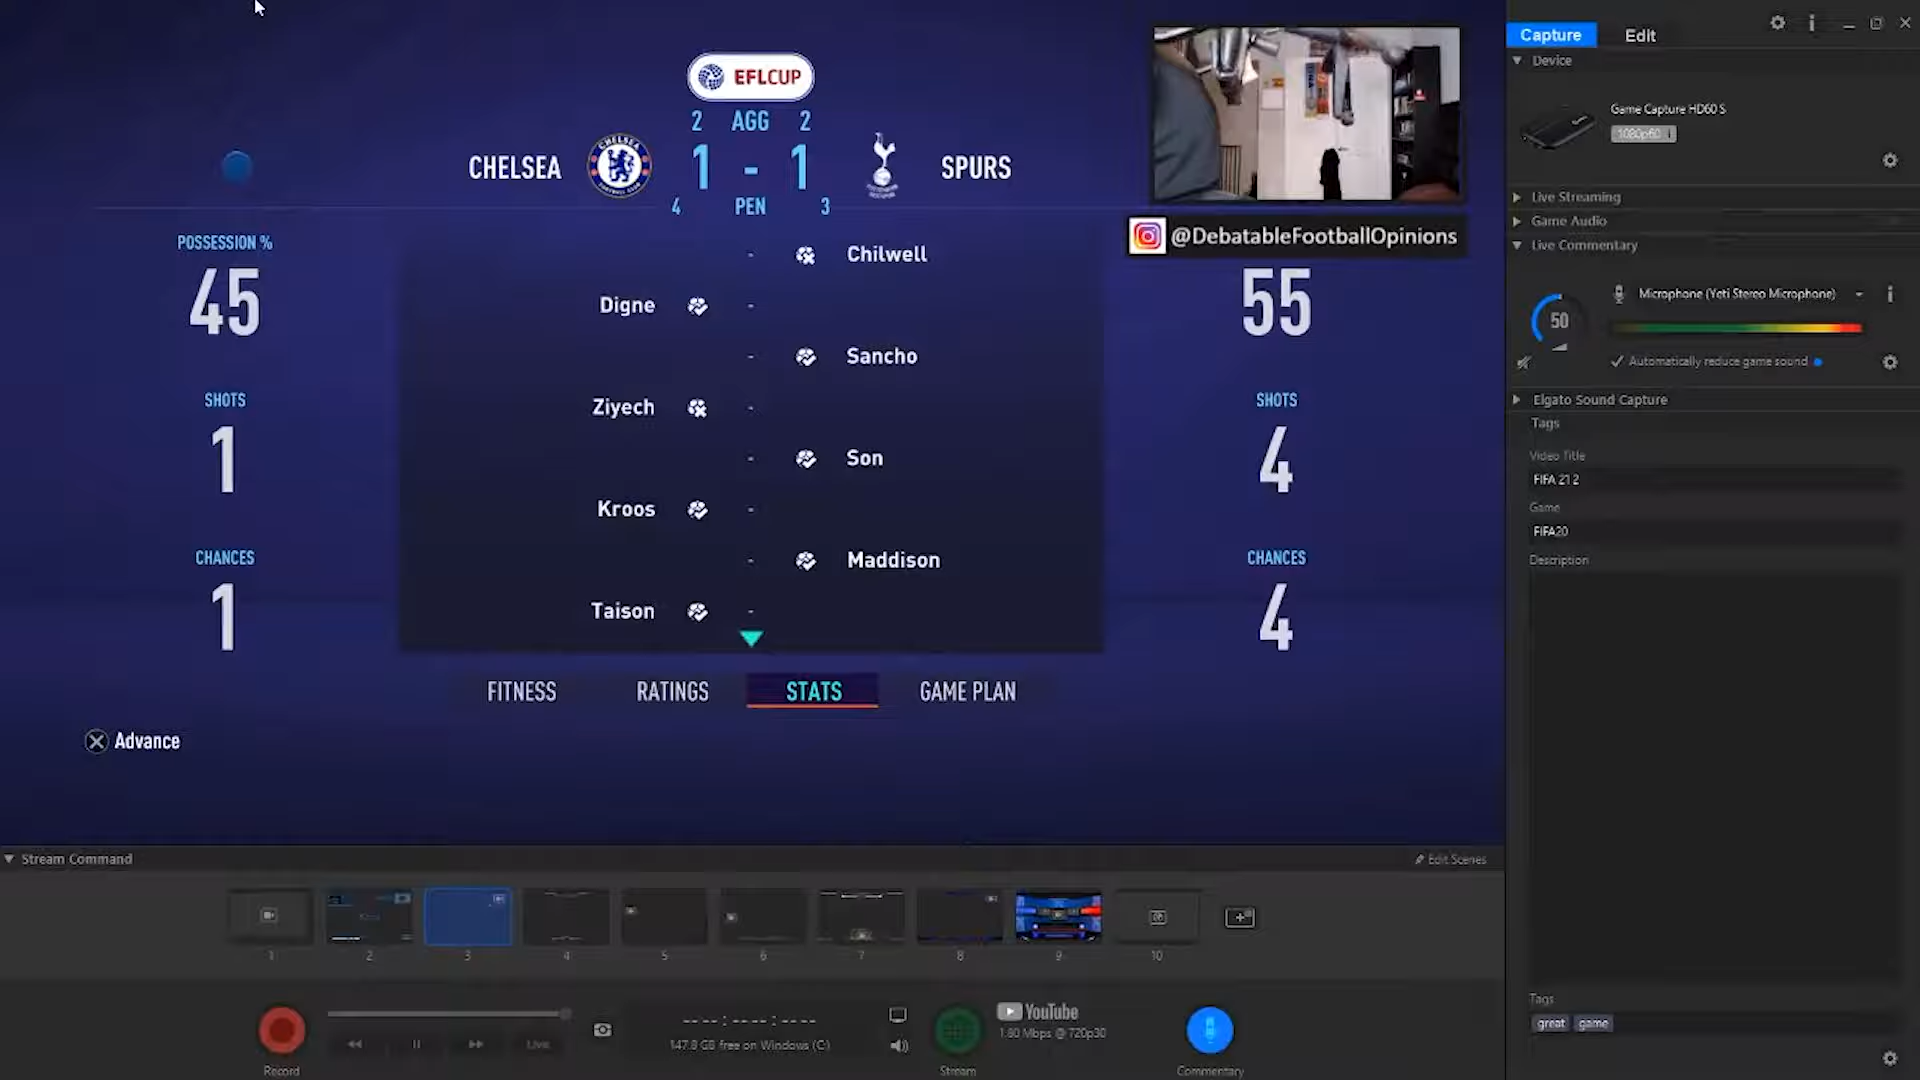 Capture Edit
Device
Game Capture HD60 S
1080p60 i
Live Streaming
Game Audio
Live Commentary
Microphone (Yeti Stereo Microphone)
50
Automatically reduce game sound
Elgato Sound Capture
Tags
Video Title
FIFA 21 2
Game
FIFA20
Description
Tags
great game
EFL CUP
2 AGG 2
CHELSEA 1 - 1 SPURS
4 PEN 3
@DebatableFootballOpinions
POSSESSION %
45 55
SHOTS SHOTS
1 4
CHANCES CHANCES
1 4
- Chilwell
Digne -
- Sancho
Ziyech -
- Son
Kroos -
- Maddison
Taison -
FITNESS RATINGS STATS GAME PLAN
Advance
Stream Command Edit Scenes
1 2 3 4 5 6 7 8 9 10
Record
Live
--:--:--
147.8 GB free on Windows (C:)
Stream
YouTube
1.80 Mbps @ 720p30
Commentary